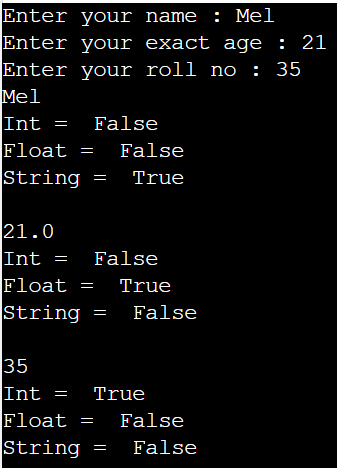 Enter your name : Mel
Enter your exact age : 21
Enter your roll no : 35
Mel
Int =  False
Float =  False
String =  True

21.0
Int =  False
Float =  True
String =  False

35
Int =  True
Float =  False
String =  False